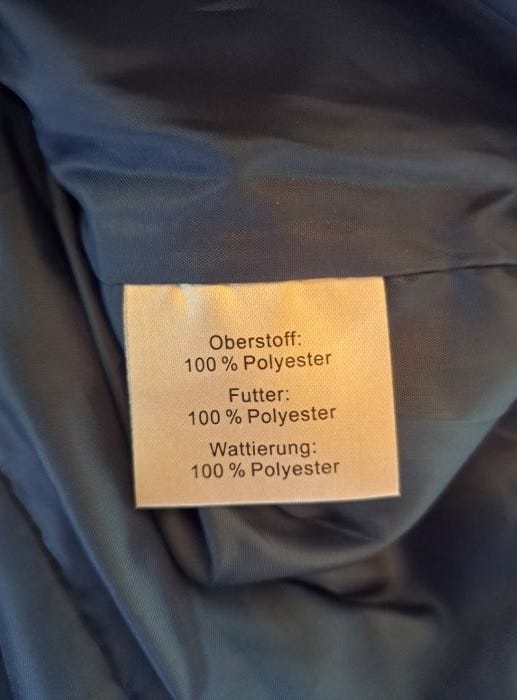 Oberstoff:
100 % Polyester
Futter:
100 % Polyester
Wattierung:
100 % Polyester